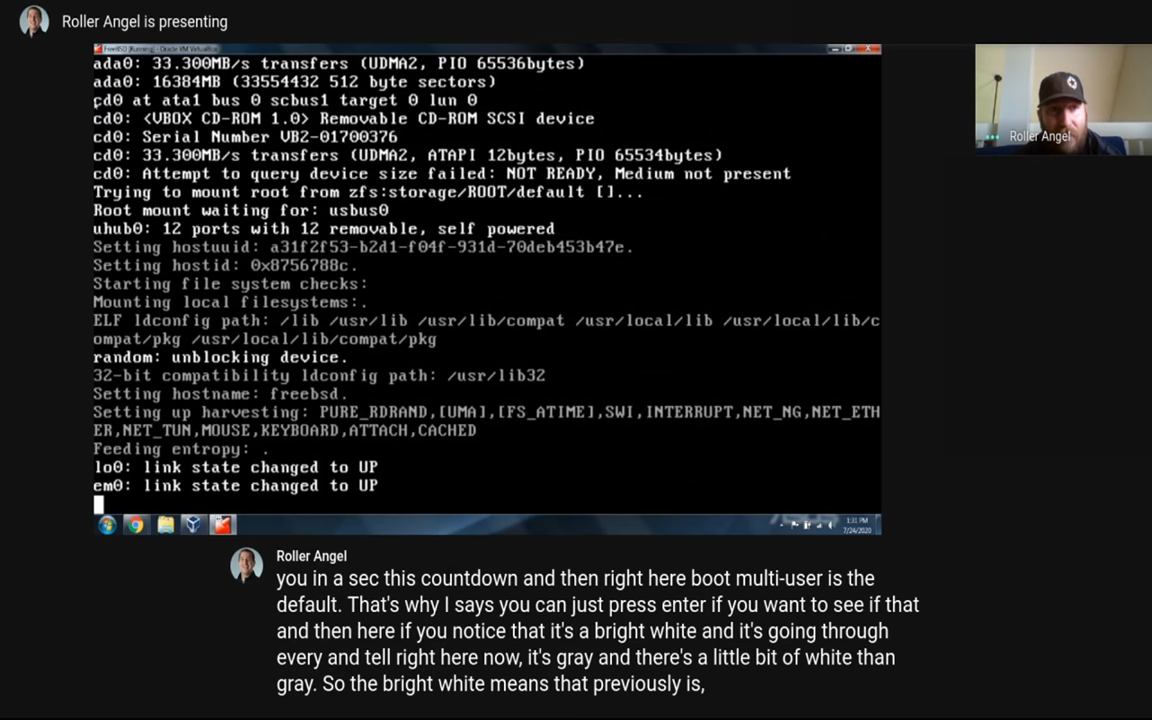 Roller Angel is presenting
FreeBSD [Running] - Oracle VM VirtualBox
ada0: 33.300MB/s transfers (UDMA2, PIO 65536bytes)
ada0: 16384MB (33554432 512 byte sectors)
cd0 at ata1 bus 0 scbus1 target 0 lun 0
cd0: <VBOX CD-ROM 1.0> Removable CD-ROM SCSI device
cd0: Serial Number VB2-01700376
cd0: 33.300MB/s transfers (UDMA2, ATAPI 12bytes, PIO 65534bytes)
cd0: Attempt to query device size failed: NOT READY, Medium not present
Trying to mount root from zfs:storage/ROOT/default []...
Root mount waiting for: usbus0
uhub0: 12 ports with 12 removable, self powered
Setting hostuuid: a31f2f53-b2d1-f04f-931d-70deb453b47e.
Setting hostid: 0x8756788c.
Starting file system checks:
Mounting local filesystems:.
ELF ldconfig path: /lib /usr/lib /usr/lib/compat /usr/local/lib /usr/local/lib/c
ompat/pkg /usr/local/lib/compat/pkg
random: unblocking device.
32-bit compatibility ldconfig path: /usr/lib32
Setting hostname: freebsd.
Setting up harvesting: PURE_RDRAND,[UMA],[FS_ATIME],SWI,INTERRUPT,NET_NG,NET_ETH
ER,NET_TUN,MOUSE,KEYBOARD,ATTACH,CACHED
Feeding entropy: .
lo0: link state changed to UP
em0: link state changed to UP
1:31 PM
7/24/2020
Roller Angel
Roller Angel
you in a sec this countdown and then right here boot multi-user is the
default. That's why I says you can just press enter if you want to see if that
and then here if you notice that it's a bright white and it's going through
every and tell right here now, it's gray and there's a little bit of white than
gray. So the bright white means that previously is,